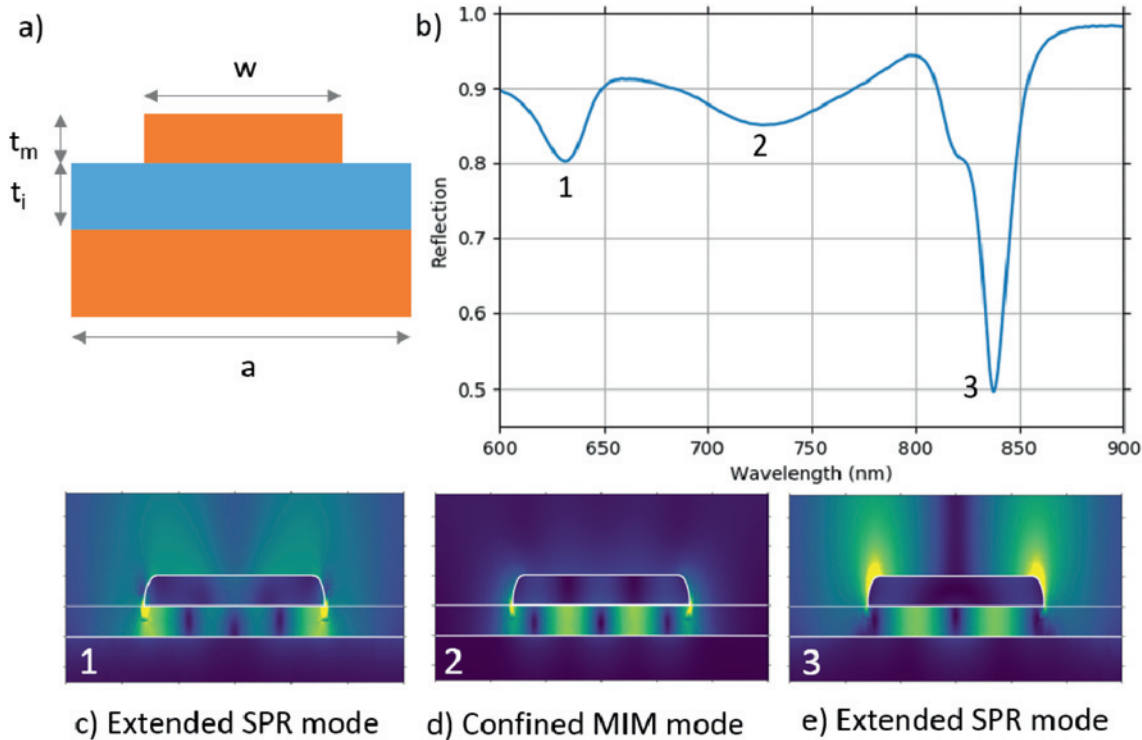 a)
w
t_m
t_i
a
b)
1.0
0.9
0.8
0.7
0.6
0.5
Reflection
1
2
3
600
650
700
750
800
850
900
Wavelength (nm)
1
2
3
c) Extended SPR mode
d) Confined MIM mode
e) Extended SPR mode